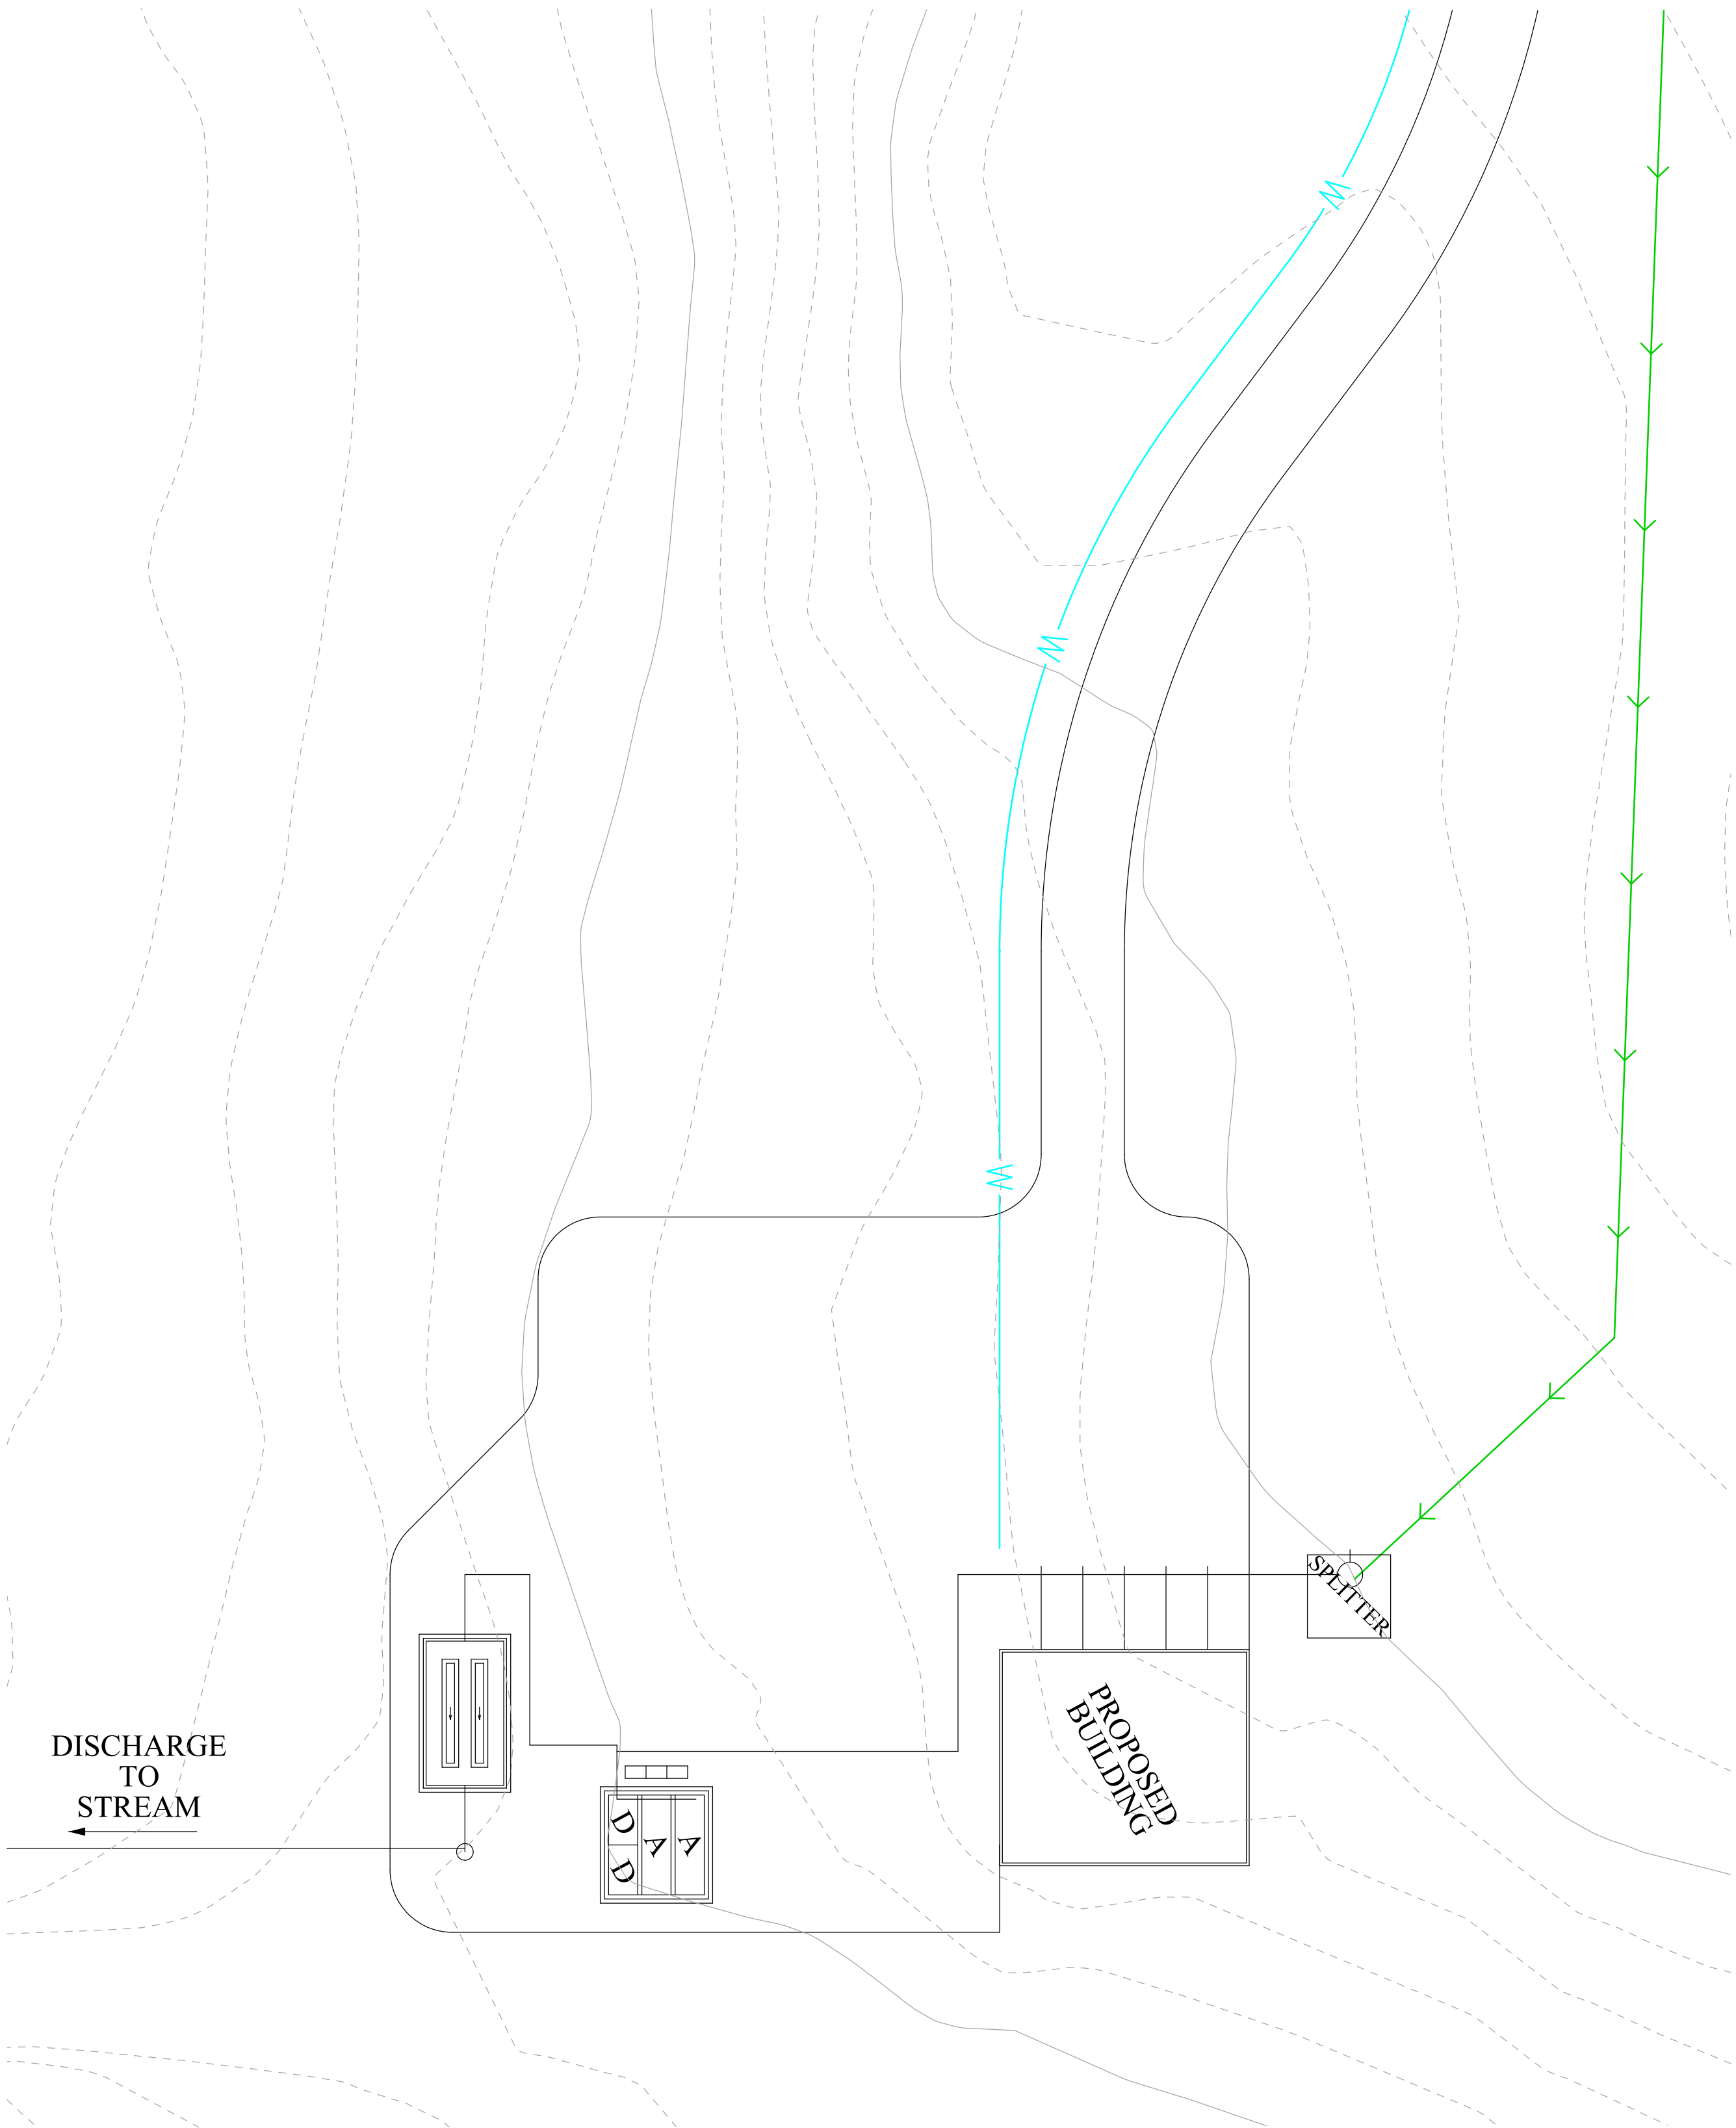 W
W
W
SPLITTER
PROPOSED
BUILDING
DISCHARGE
TO
STREAM
D
A
A
D